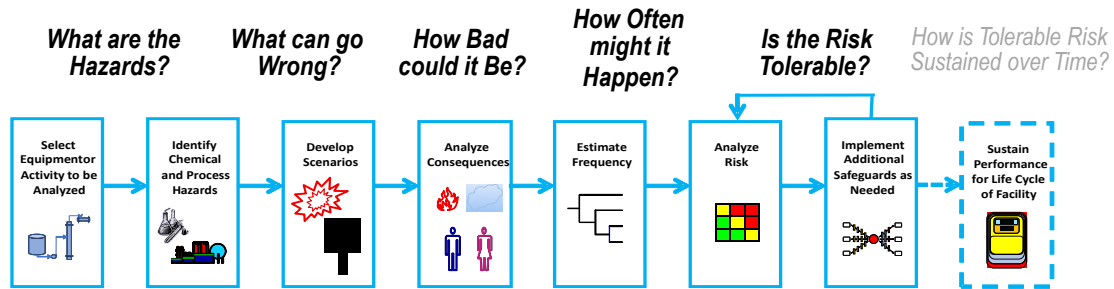 What are the
Hazards?
What can go
Wrong?
How Bad
could it Be?
How Often
might it
Happen?
Is the Risk
Tolerable?
How is Tolerable Risk
Sustained over Time?
Select
Equipmentor
Activity to be
Analyzed
Identify
Chemical
and Process
Hazards
Develop
Scenarios
Analyze
Consequences
Estimate
Frequency
Analyze
Risk
Implement
Additional
Safeguards as
Needed
Sustain
Performance
for Life Cycle
of Facility